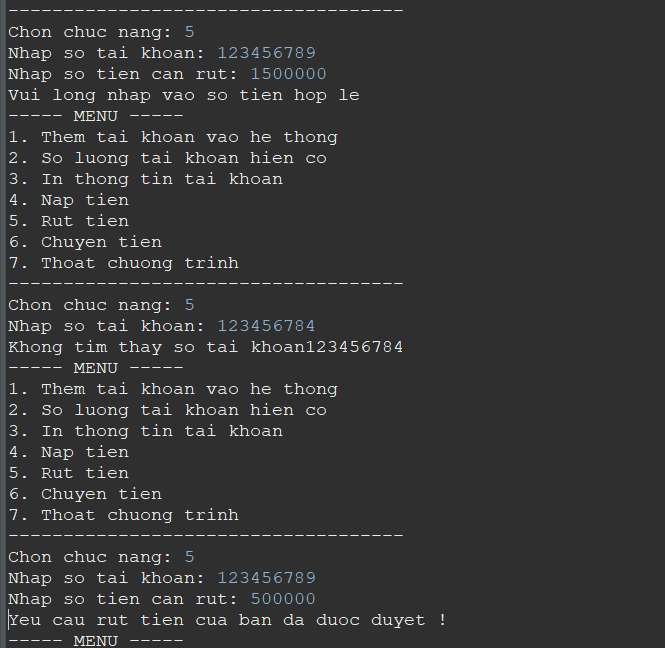 ------------------------------------
Chon chuc nang: 5
Nhap so tai khoan: 123456789
Nhap so tien can rut: 1500000
Vui long nhap vao so tien hop le
----- MENU -----
1. Them tai khoan vao he thong
2. So luong tai khoan hien co
3. In thong tin tai khoan
4. Nap tien
5. Rut tien
6. Chuyen tien
7. Thoat chuong trinh
------------------------------------
Chon chuc nang: 5
Nhap so tai khoan: 123456784
Khong tim thay so tai khoan123456784
----- MENU -----
1. Them tai khoan vao he thong
2. So luong tai khoan hien co
3. In thong tin tai khoan
4. Nap tien
5. Rut tien
6. Chuyen tien
7. Thoat chuong trinh
------------------------------------
Chon chuc nang: 5
Nhap so tai khoan: 123456789
Nhap so tien can rut: 500000
Yeu cau rut tien cua ban da duoc duyet !
----- MENU -----